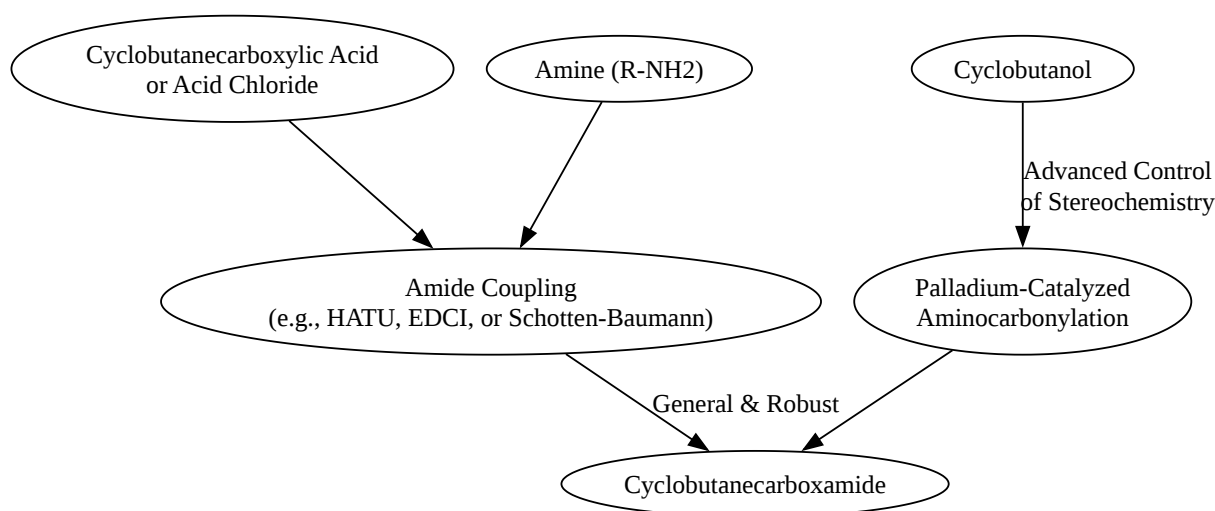 Cyclobutanecarboxylic Acid
or Acid Chloride
Amine (R-NH2)
Cyclobutanol
Advanced Control
of Stereochemistry
Amide Coupling
(e.g., HATU, EDCI, or Schotten-Baumann)
Palladium-Catalyzed
Aminocarbonylation
General & Robust
Cyclobutanecarboxamide